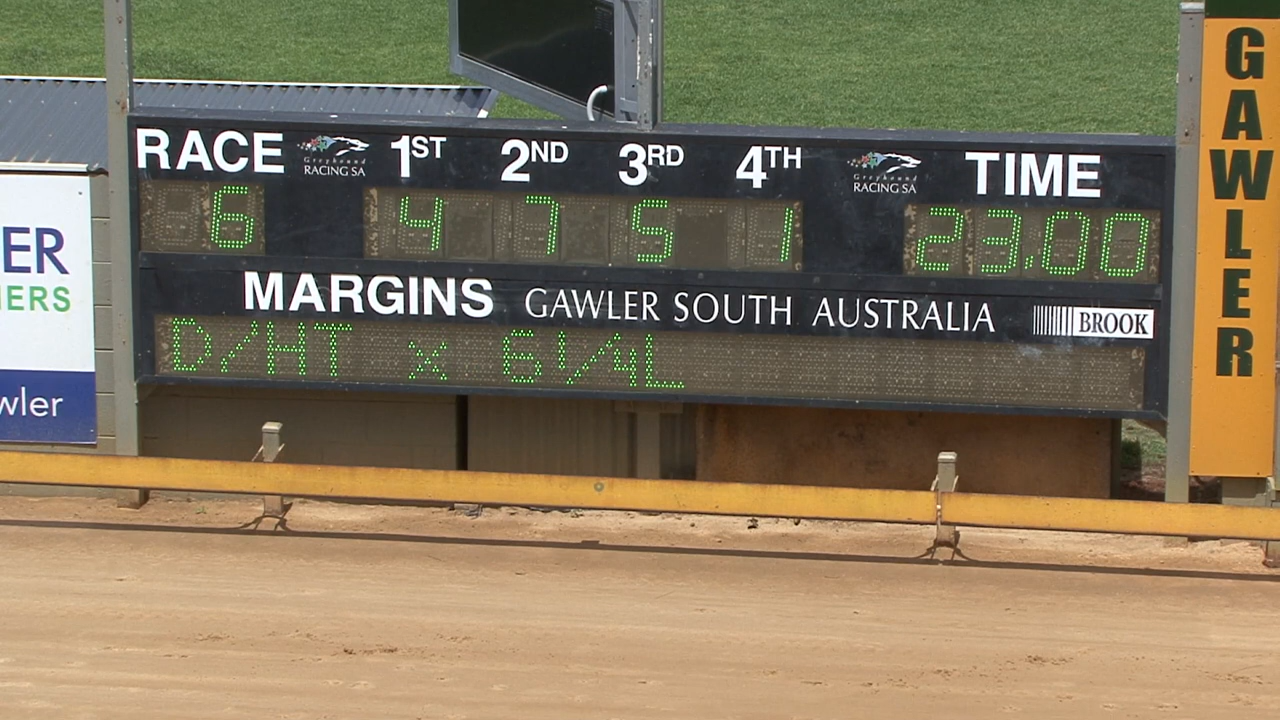 RACE Greyhound RACING SA 1ST 2ND 3RD 4TH Greyhound RACING SA TIME
6 4 7 5 1 23.00
MARGINS GAWLER SOUTH AUSTRALIA BROOK
D/HT x 6 1/4L
GAWLER
ER
NERS
wler